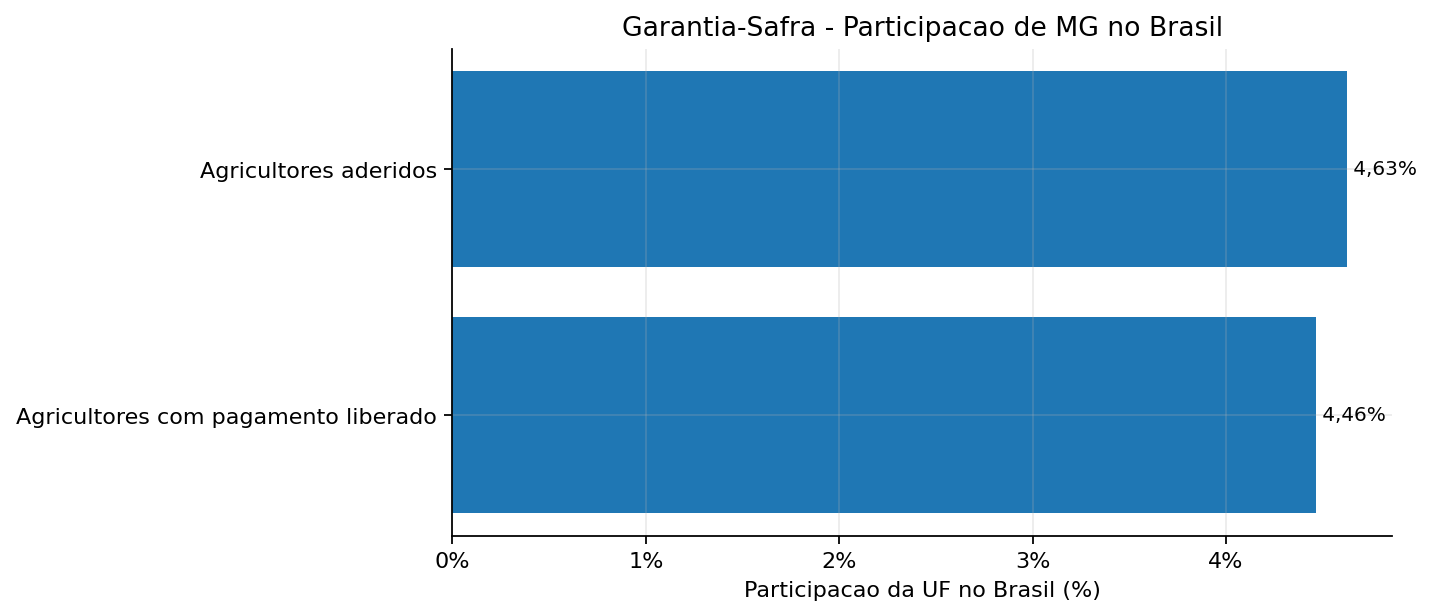 Garantia-Safra - Participacao de MG no Brasil
Agricultores aderidos
4,63%
Agricultores com pagamento liberado
4,46%
0%
1%
2%
3%
4%
Participacao da UF no Brasil (%)